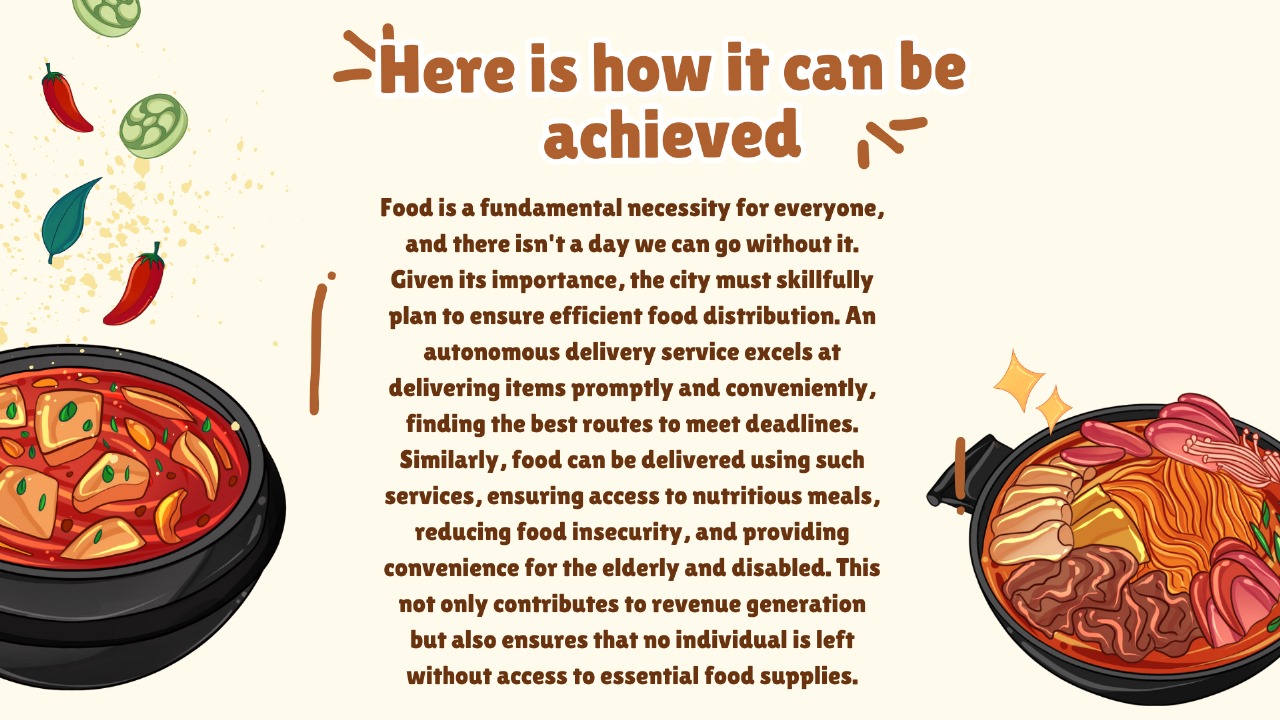 Here is how it can be
achieved
Food is a fundamental necessity for everyone,
and there isn't a day we can go without it.
Given its importance, the city must skillfully
plan to ensure efficient food distribution. An
autonomous delivery service excels at
delivering items promptly and conveniently,
finding the best routes to meet deadlines.
Similarly, food can be delivered using such
services, ensuring access to nutritious meals,
reducing food insecurity, and providing
convenience for the elderly and disabled. This
not only contributes to revenue generation
but also ensures that no individual is left
without access to essential food supplies.